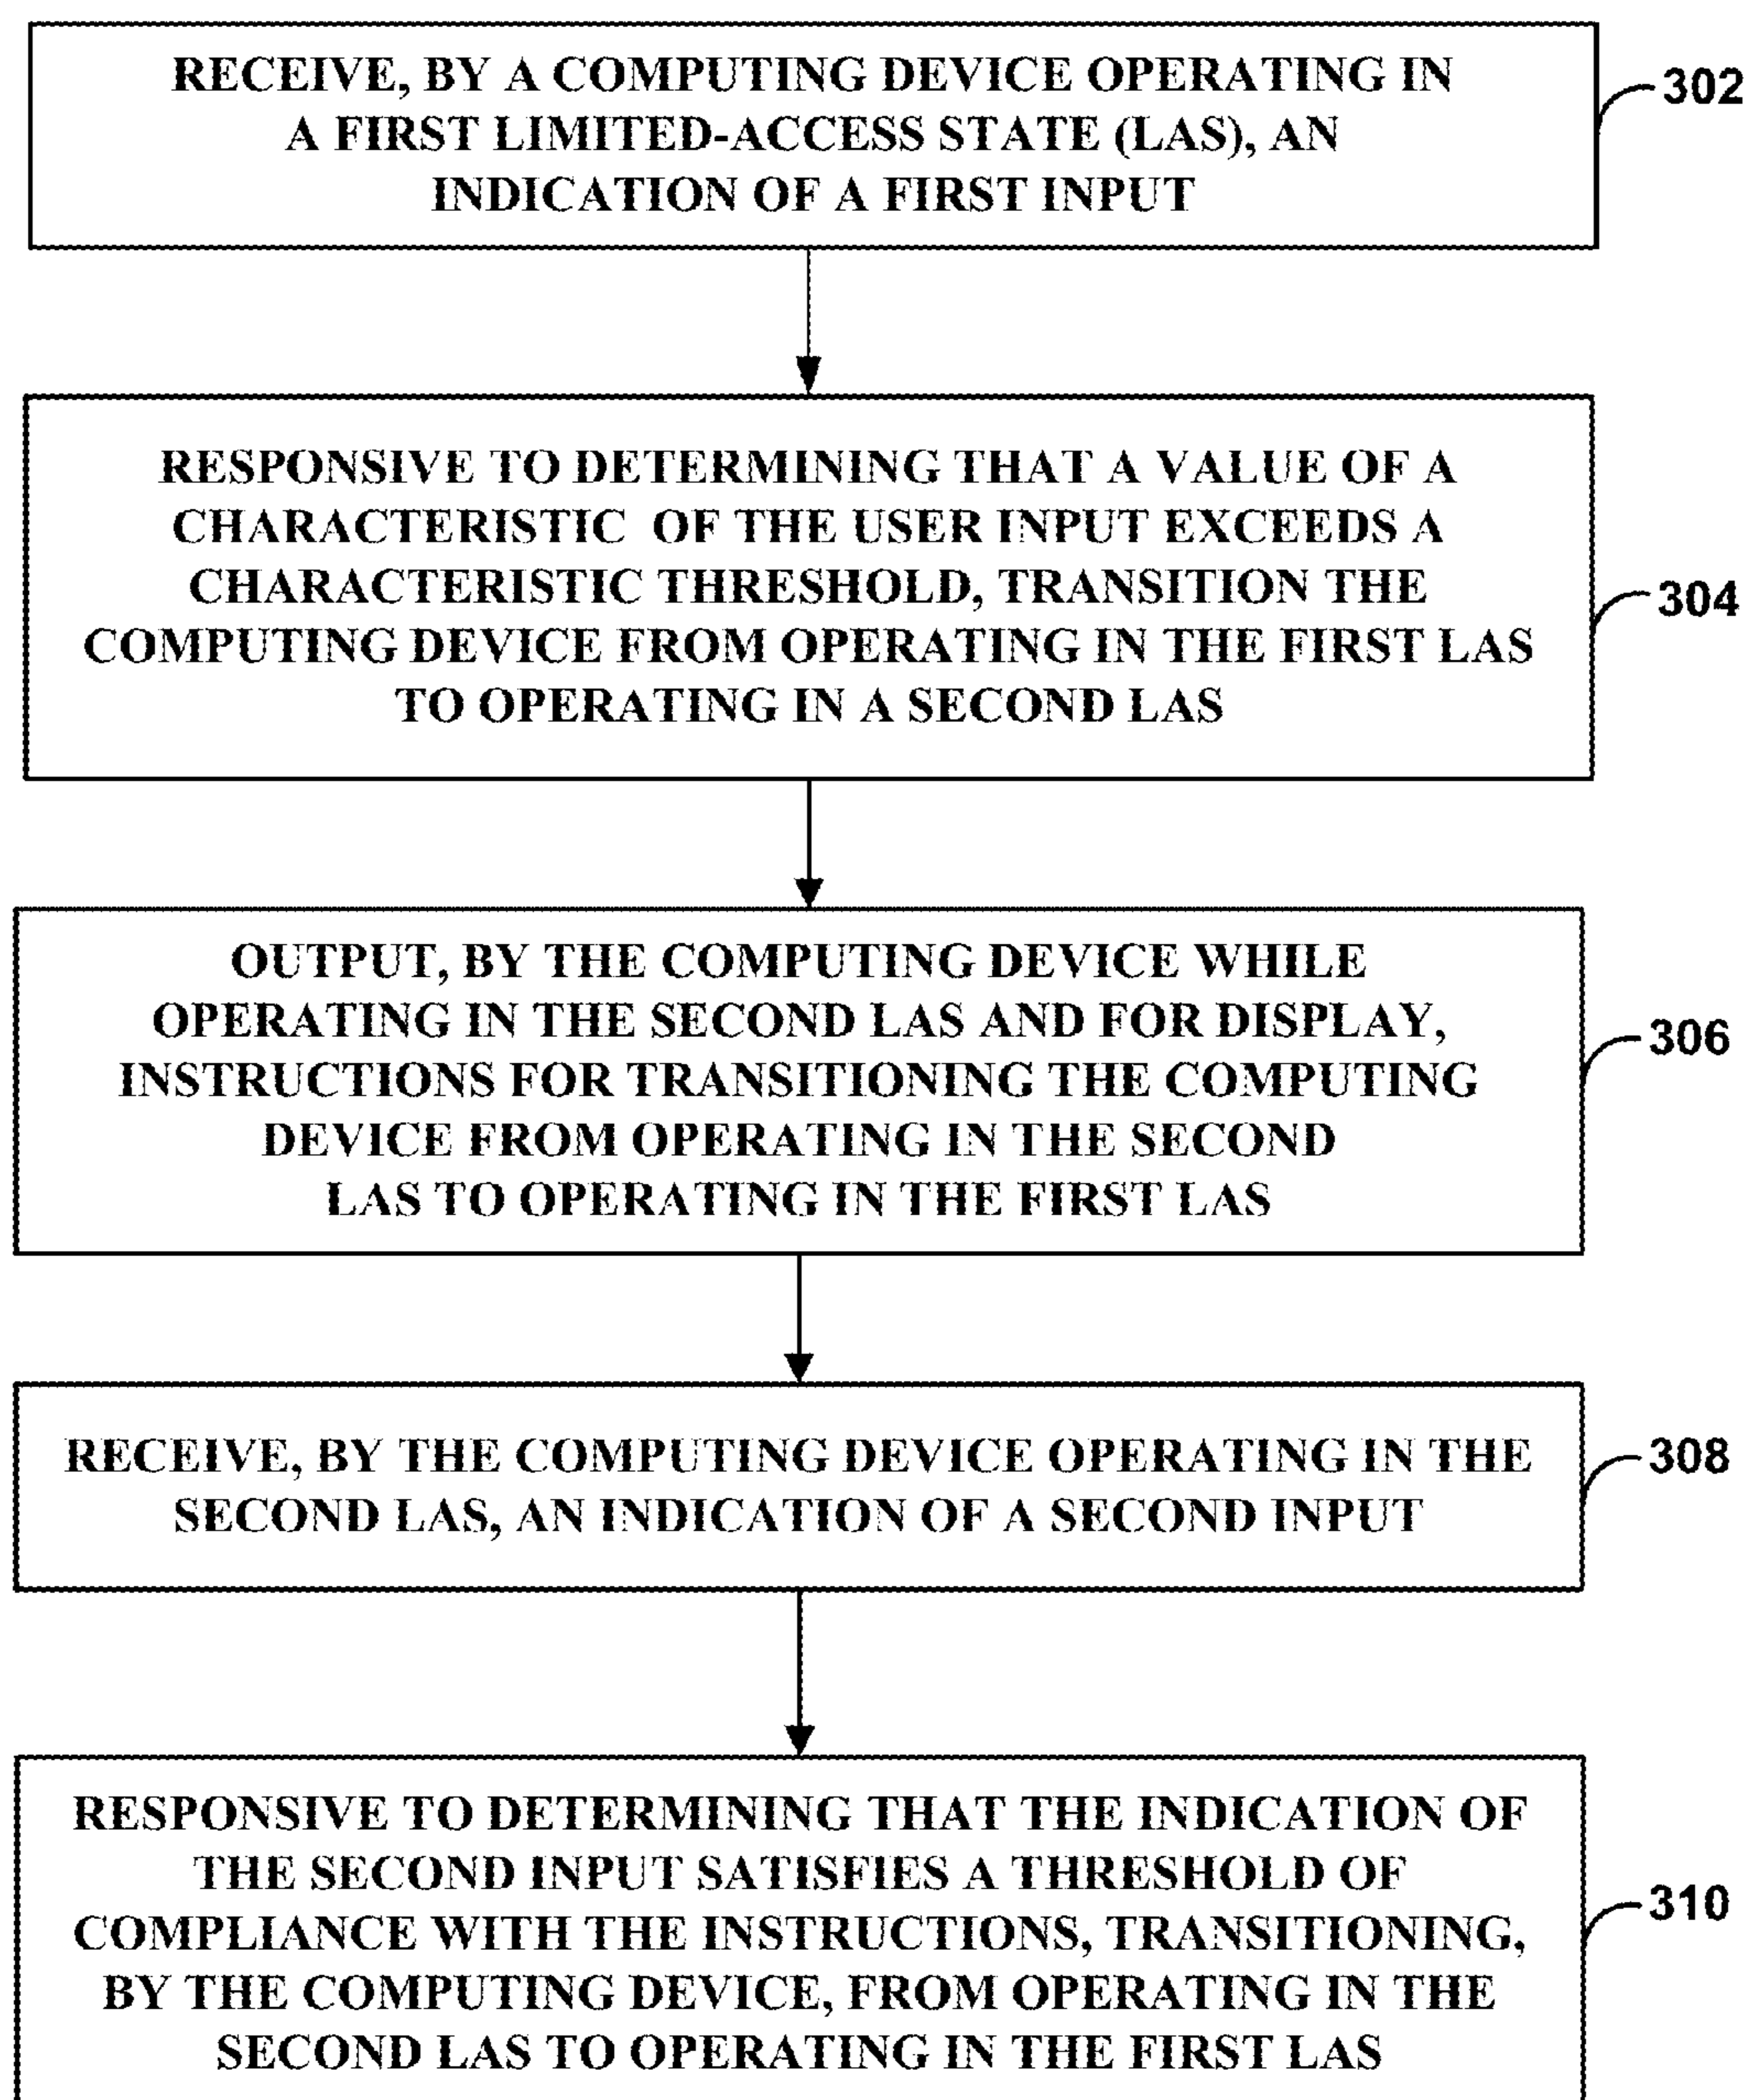 RECEIVE, BY A COMPUTING DEVICE OPERATING IN
A FIRST LIMITED-ACCESS STATE (LAS), AN
INDICATION OF A FIRST INPUT
302
RESPONSIVE TO DETERMINING THAT A VALUE OF A
CHARACTERISTIC OF THE USER INPUT EXCEEDS A
CHARACTERISTIC THRESHOLD, TRANSITION THE
COMPUTING DEVICE FROM OPERATING IN THE FIRST LAS
TO OPERATING IN A SECOND LAS
304
OUTPUT, BY THE COMPUTING DEVICE WHILE
OPERATING IN THE SECOND LAS AND FOR DISPLAY,
INSTRUCTIONS FOR TRANSITIONING THE COMPUTING
DEVICE FROM OPERATING IN THE SECOND
LAS TO OPERATING IN THE FIRST LAS
306
RECEIVE, BY THE COMPUTING DEVICE OPERATING IN THE
SECOND LAS, AN INDICATION OF A SECOND INPUT
308
RESPONSIVE TO DETERMINING THAT THE INDICATION OF
THE SECOND INPUT SATISFIES A THRESHOLD OF
COMPLIANCE WITH THE INSTRUCTIONS, TRANSITIONING,
BY THE COMPUTING DEVICE, FROM OPERATING IN THE
SECOND LAS TO OPERATING IN THE FIRST LAS
310